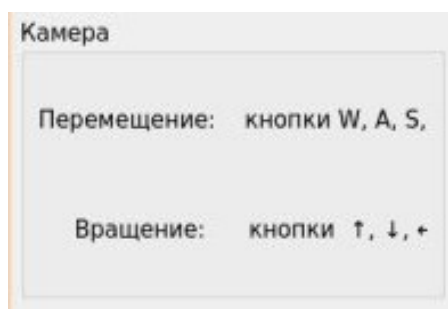 Камера
Перемещение: кнопки W, A, S,
Вращение: кнопки ↑, ↓, ←